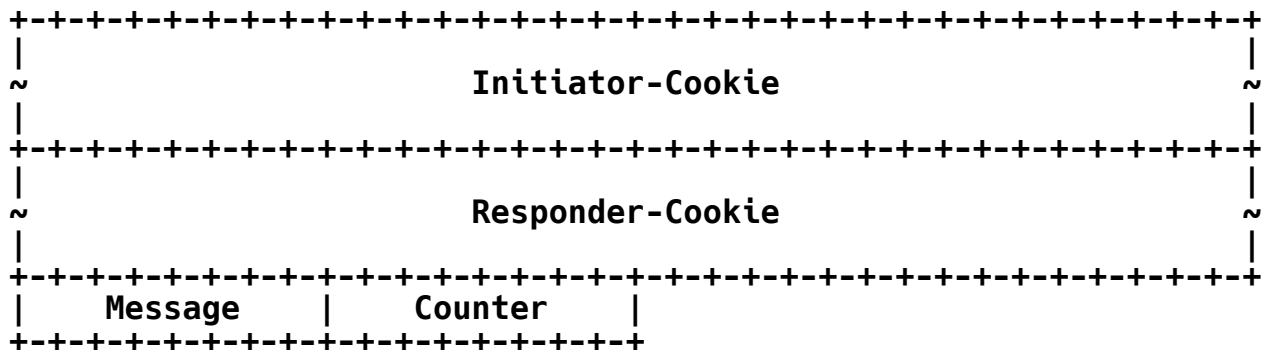 +-+-+-+-+-+-+-+-+-+-+-+-+-+-+-+-+-+-+-+-+-+-+-+-+-+-+-+-+-+-+-+-+
|                                                               |
~                       Initiator-Cookie                        ~
|                                                               |
+-+-+-+-+-+-+-+-+-+-+-+-+-+-+-+-+-+-+-+-+-+-+-+-+-+-+-+-+-+-+-+-+
|                                                               |
~                       Responder-Cookie                        ~
|                                                               |
+-+-+-+-+-+-+-+-+-+-+-+-+-+-+-+-+-+-+-+-+-+-+-+-+-+-+-+-+-+-+-+-+
|    Message    |    Counter    |
+-+-+-+-+-+-+-+-+-+-+-+-+-+-+-+-+